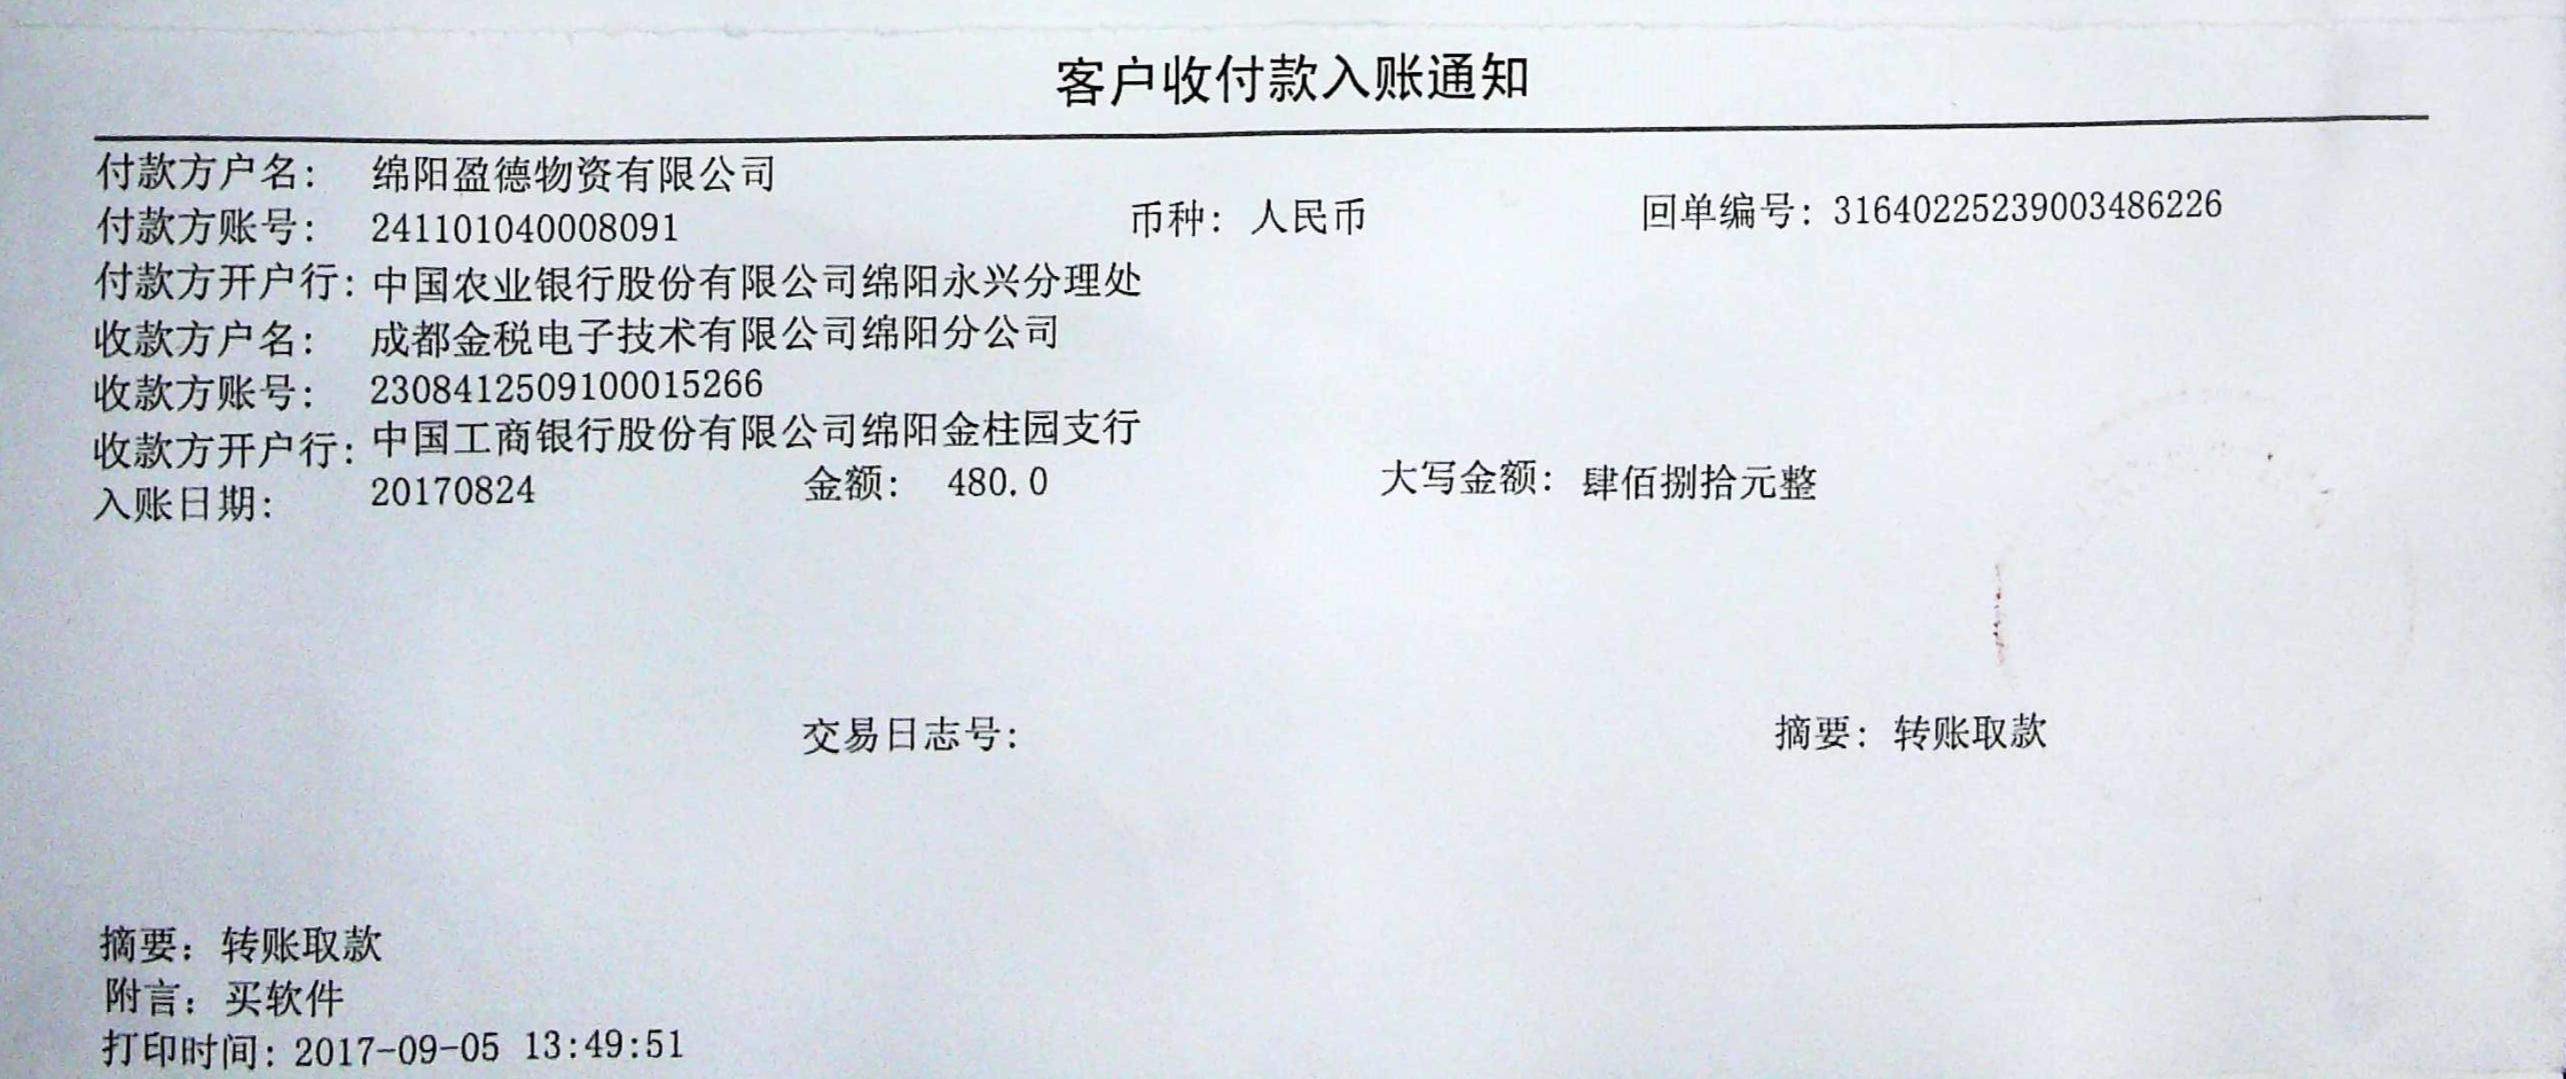 客户收付款入账通知
付款方户名： 绵阳盈德物资有限公司
付款方账号： 241101040008091 币种： 人民币 回单编号：31640225239003486226
付款方开户行：中国农业银行股份有限公司绵阳永兴分理处
收款方户名： 成都金税电子技术有限公司绵阳分公司
收款方账号： 2308412509100015266
收款方开户行：中国工商银行股份有限公司绵阳金柱园支行
入账日期： 20170824 金额： 480.0 大写金额：肆佰捌拾元整
交易日志号： 摘要：转账取款
摘要：转账取款
附言：买软件
打印时间：2017-09-05 13:49:51